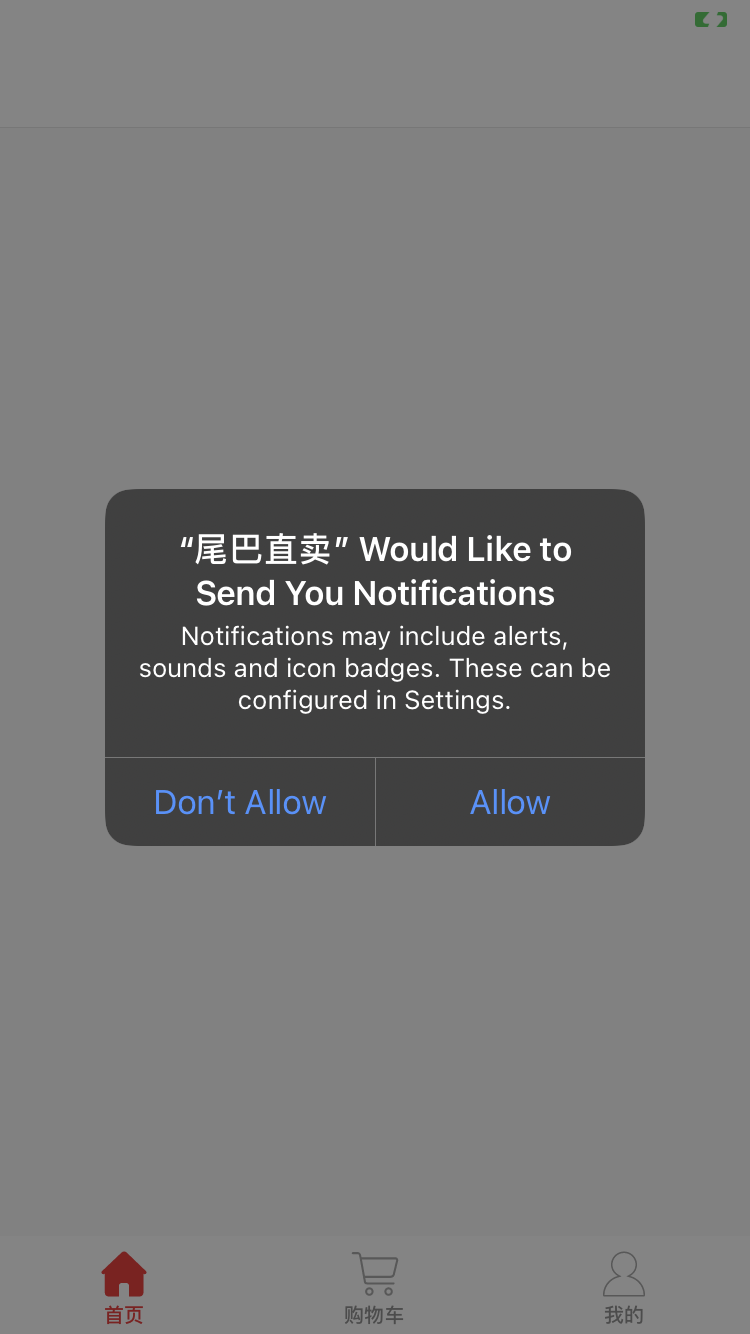 “尾巴直卖” Would Like to
Send You Notifications
Notifications may include alerts,
sounds and icon badges. These can be
configured in Settings.
Don’t Allow
Allow
首页
购物车
我的